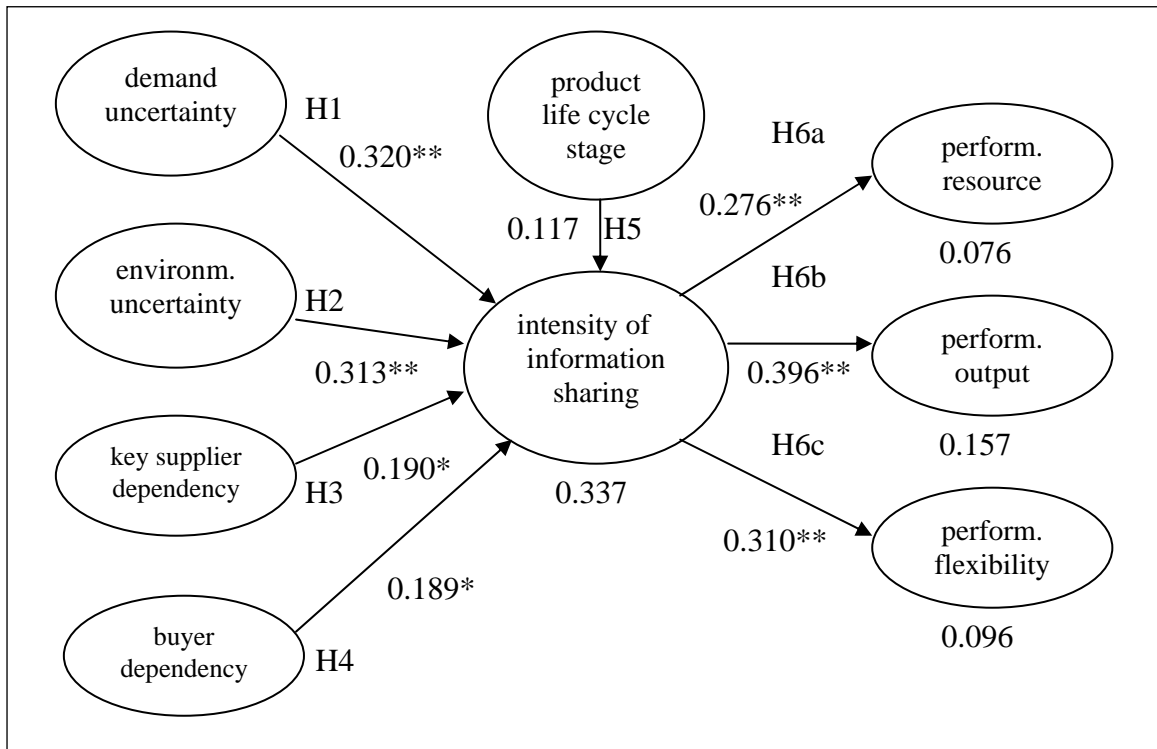 demand
uncertainty
H1
0.320**
product
life cycle
stage
0.117
H5
H6a
0.276**
perform.
resource
0.076
environm.
uncertainty
H2
0.313**
intensity of
information
sharing
0.337
H6b
0.396**
perform.
output
0.157
key supplier
dependency
H3
0.190*
H6c
0.310**
perform.
flexibility
0.096
buyer
dependency
H4
0.189*